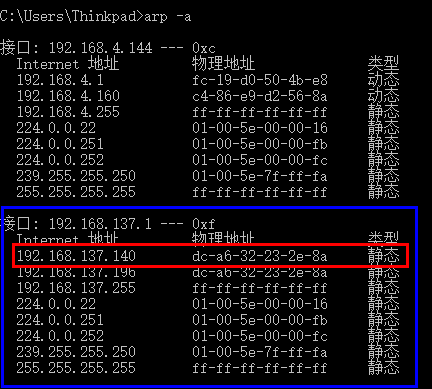 C:\Users\Thinkpad>arp -a
接口: 192.168.4.144 --- 0xc
Internet 地址 物理地址 类型
192.168.4.1 fc-19-d0-50-4b-e8 动态
192.168.4.160 c4-86-e9-d2-56-8a 动态
192.168.4.255 ff-ff-ff-ff-ff-ff 静态
224.0.0.22 01-00-5e-00-00-16 静态
224.0.0.251 01-00-5e-00-00-fb 静态
224.0.0.252 01-00-5e-00-00-fc 静态
239.255.255.250 01-00-5e-7f-ff-fa 静态
255.255.255.255 ff-ff-ff-ff-ff-ff 静态
接口: 192.168.137.1 --- 0xf
Internet 地址 物理地址 类型
192.168.137.140 dc-a6-32-23-2e-8a 静态
192.168.137.196 dc-a6-32-23-2e-8a 静态
192.168.137.255 ff-ff-ff-ff-ff-ff 静态
224.0.0.22 01-00-5e-00-00-16 静态
224.0.0.251 01-00-5e-00-00-fb 静态
224.0.0.252 01-00-5e-00-00-fc 静态
239.255.255.250 01-00-5e-7f-ff-fa 静态
255.255.255.255 ff-ff-ff-ff-ff-ff 静态